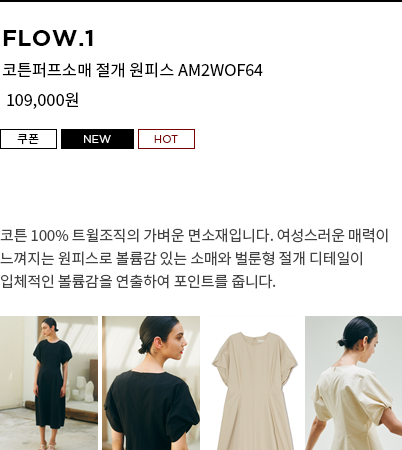 FLOW.1
코튼퍼프소매 절개 원피스 AM2WOF64
109,000원
쿠폰 NEW HOT
코튼 100% 트윌조직의 가벼운 면소재입니다. 여성스러운 매력이
느껴지는 원피스로 볼륨감 있는 소매와 벌룬형 절개 디테일이
입체적인 볼륨감을 연출하여 포인트를 줍니다.